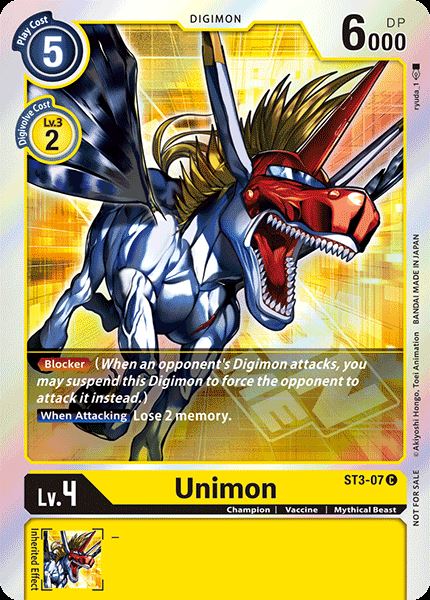 Play Cost
5
DIGIMON
6000
DP
Digivolve Cost
Lv.3
2
ryuda_1
Blocker (When an opponent's Digimon attacks, you
may suspend this Digimon to force the opponent to
attack it instead.)
When Attacking Lose 2 memory.
©Akiyoshi Hongo, Toei Animation BANDAI MADE IN JAPAN
NOT FOR SALE
Lv.4
Unimon
ST3-07 C
Champion | Vaccine | Mythical Beast
Inherited Effect
–